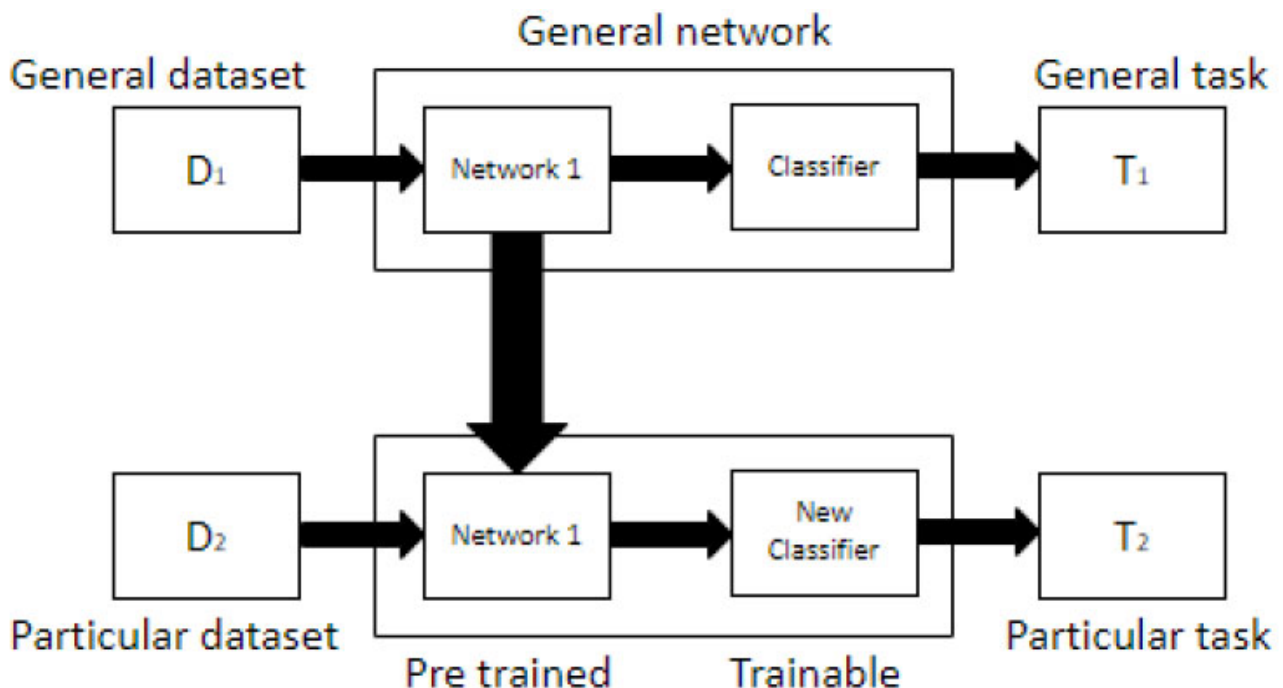 General network
General dataset
General task
D₁
Network 1
Classifier
T₁
D₂
Network 1
New
Classifier
T₂
Particular dataset
Particular task
Pre trained
Trainable